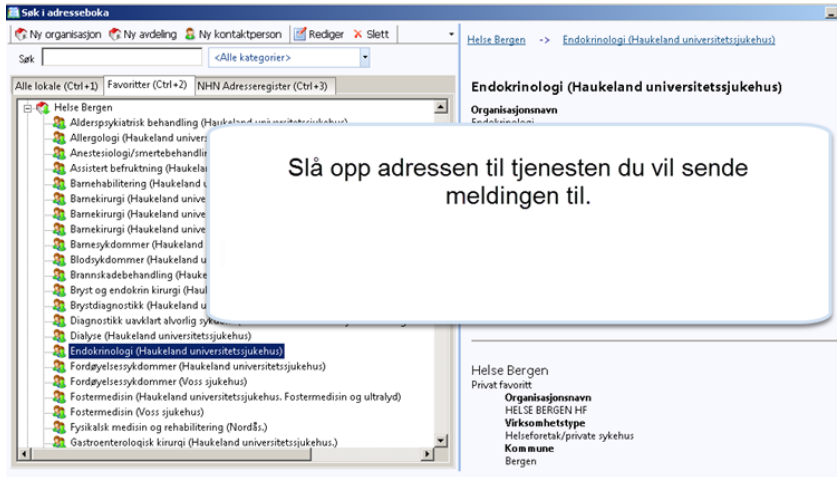 Søk i adresseboka
Ny organisasjon Ny avdeling Ny kontaktperson Rediger Slett
Søk <Alle kategorier>
Alle lokale (Ctrl+1) Favoritter (Ctrl+2) NHN Adresseregister (Ctrl+3)
Helse Bergen
Alderspsykiatrisk behandling (Haukeland universitetssjukehus)
Allergologi (Haukeland univers
Anestesiologi/smertebehandlin
Assistert befruktning (Haukelan
Barnehabilitering (Haukeland u
Barnekirurgi (Haukeland unive
Barnekirurgi (Haukeland unive
Barnekirurgi (Haukeland unive
Barnesykdommer (Haukeland
Blodsykdommer (Haukeland u
Brannskadebehandling (Hauke
Bryst og endokrin kirurgi (Haul
Brystdiagnostikk (Haukeland u
Diagnostikk uavklart alvorlig
Dialyse (Haukeland universitetssjukehus)
Endokrinologi (Haukeland universitetssjukehus)
Fordøyelsessykdommer (Haukeland universitetssjukehus)
Fordøyelsessykdommer (Voss sjukehus)
Fostermedisin (Haukeland universitetssjukehus. Fostermedisin og ultralyd)
Fostermedisin (Voss sjukehus)
Fysikalsk medisin og rehabilitering (Nordås.)
Gastroenterologisk kirurgi (Haukeland universitetssjukehus.)
Helse Bergen -> Endokrinologi (Haukeland universitetssjukehus)
Endokrinologi (Haukeland universitetssjukehus)
Organisasjonsnavn
Endokrinologi
Slå opp adressen til tjenesten du vil sende
meldingen til.
Helse Bergen
Privat favoritt
Organisasjonsnavn
HELSE BERGEN HF
Virksomhetstype
Helseforetak/private sykehus
Kommune
Bergen